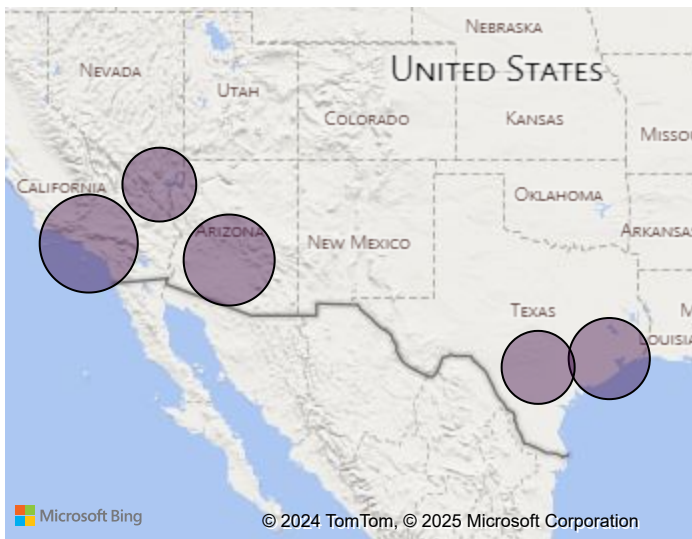 NEBRASKA
UNITED STATES
NEVADA
UTAH
COLORADO
KANSAS
MISSOU
CALIFORNIA
OKLAHOMA
ARIZONA
NEW MEXICO
ARKANSAS
TEXAS
M
LOUISIA
Microsoft Bing
© 2024 TomTom, © 2025 Microsoft Corporation